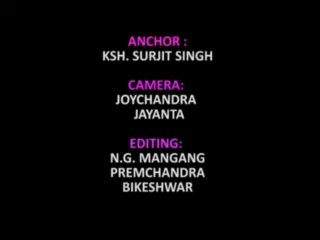 ANCHOR :
KSH. SURJIT SINGH
CAMERA:
JOYCHANDRA
JAYANTA
EDITING:
N.G. MANGANG
PREMCHANDRA
BIKESHWAR